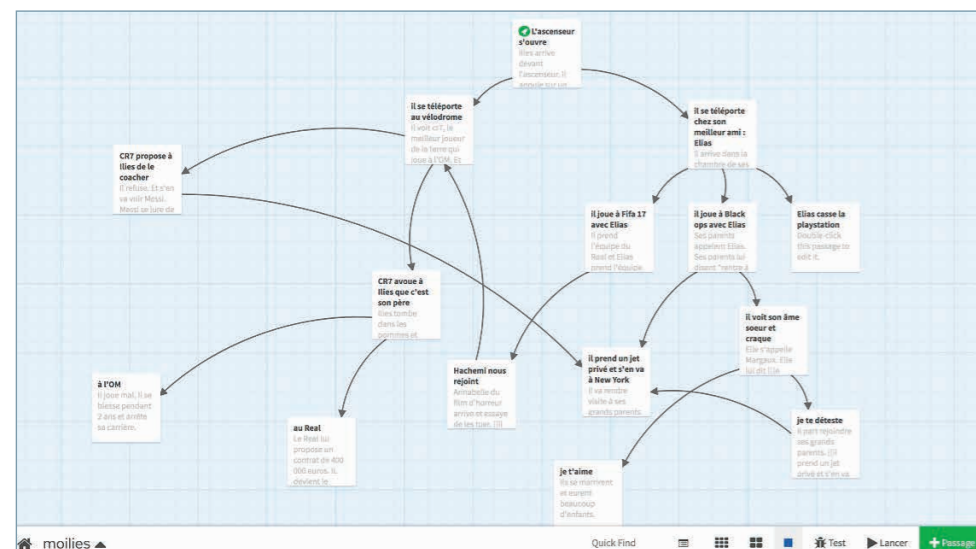 L'ascenseur
s'ouvre
Ilies arrive
devant
l'ascenseur. Il
appuie sur un
il se téléporte
au vélodrome
Il voit cr7, le
meilleur joueur
de la terre qui
joue à l'OM. Et
il se téléporte
chez son
meilleur ami :
Elias
Il arrive dans la
chambre de ses
CR7 propose à
Ilies de le
coacher
Il refuse. Et s'en
va voir Messi.
Messi se jure de
il joue à Fifa 17
avec Elias
Il prend
l'équipe du
Real et Elias
prend l'équipe
il joue à Black
ops avec Elias
Ses parents
appelent Elias.
Ses parents lui
disent "rentre à
Elias casse la
playstation
Double-click
this passage to
edit it.
CR7 avoue à
Ilies que c'est
son père
Ilies tombe
dans les
pommes et
il voit son âme
soeur et
craque
Elle s'appelle
Margaux. Elle
lui dit
Hachemi nous
rejoint
Annabelle du
film d'horreur
arrive et essaye
de les tuer.
il prend un jet
privé et s'en va
à New York
Il va rendre
visite à ses
grands parents.
à l'OM
Il joue mal. Il se
blesse pendant
2 ans et arrête
sa carrière.
au Real
Le Real lui
propose un
contrat de 400
000 euros. Il
devient le
je te déteste
Il part rejoindre
ses grands
parents. [[il
prend un jet
privé et s'en va
je t'aime
Ils se marièrent
et eurent
beaucoup
d'enfants.
moilies
Quick Find
Test
Lancer
+ Passage